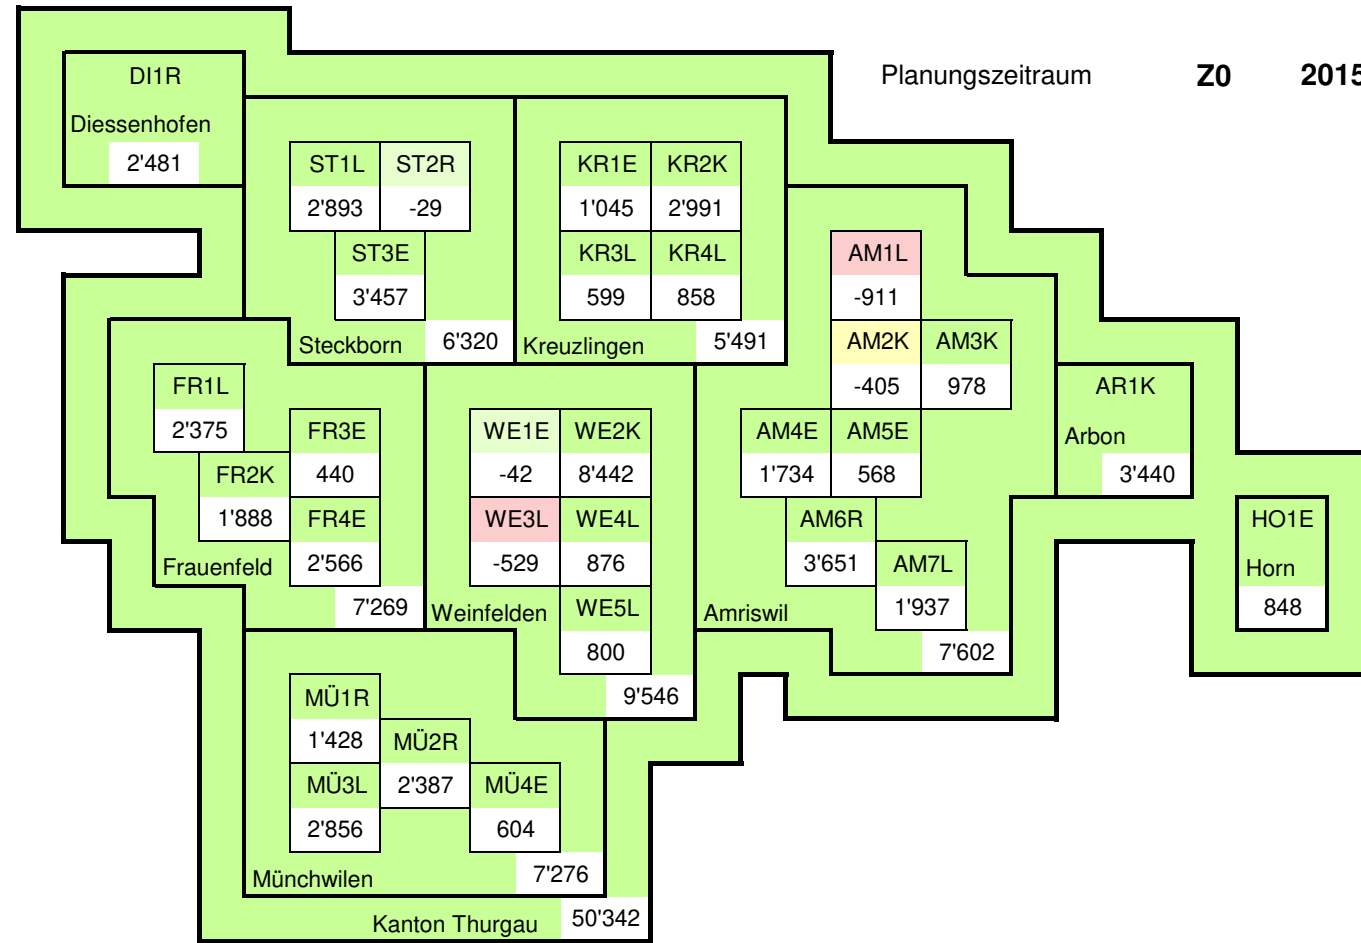 DI1R
Diessenhofen
2'481
Planungszeitraum Z0 2015
ST1L ST2R
2'893 -29
ST3E
3'457
Steckborn 6'320
KR1E KR2K
1'045 2'991
KR3L KR4L
599 858
Kreuzlingen 5'491
AM1L
-911
AM2K AM3K
-405 978
AM4E AM5E
1'734 568
AM6R
3'651
AM7L
1'937
Amriswil 7'602
AR1K
Arbon
3'440
HO1E
Horn
848
FR1L
2'375
FR2K
1'888
FR3E
440
FR4E
2'566
Frauenfeld 7'269
WE1E WE2K
-42 8'442
WE3L WE4L
-529 876
WE5L
800
Weinfelden 9'546
MÜ1R
1'428
MÜ2R
2'387
MÜ3L
2'856
MÜ4E
604
Münchwilen 7'276
Kanton Thurgau 50'342